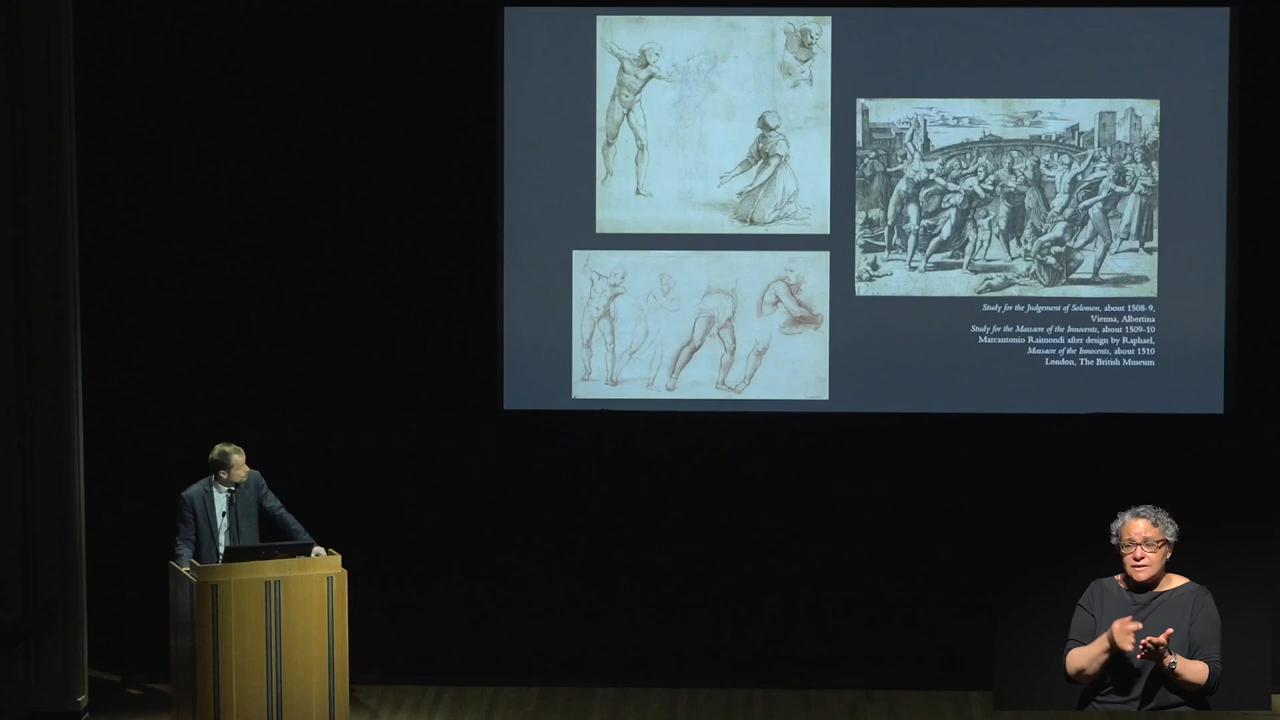 Study for the Judgement of Solomon, about 1508-9,
Vienna, Albertina
Study for the Massacre of the Innocents, about 1509-10
Marcantonio Raimondi after design by Raphael,
Massacre of the Innocents, about 1510
London, The British Museum